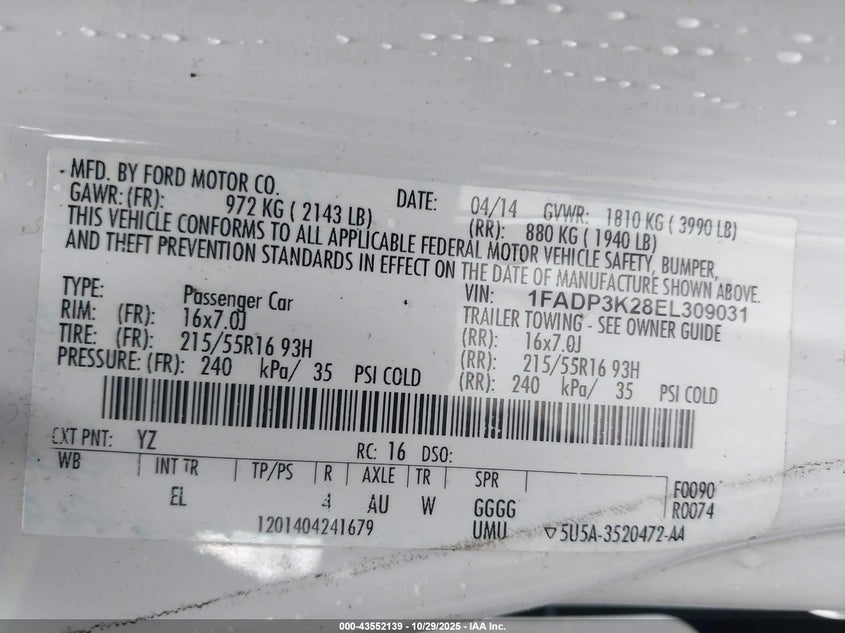 MFD. BY FORD MOTOR CO. DATE: 04/14 GVWR: 1810 KG ( 3990 LB)
GAWR: (FR): 972 KG ( 2143 LB) (RR): 880 KG ( 1940 LB)
THIS VEHICLE CONFORMS TO ALL APPLICABLE FEDERAL MOTOR VEHICLE SAFETY, BUMPER,
AND THEFT PREVENTION STANDARDS IN EFFECT ON THE DATE OF MANUFACTURE SHOWN ABOVE.
VIN: 1FADP3K28EL309031
TYPE: Passenger Car TRAILER TOWING - SEE OWNER GUIDE
RIM: (FR): 16x7.0J (RR): 16x7.0J
TIRE: (FR): 215/55R16 93H (RR): 215/55R16 93H
PRESSURE: (FR): 240 kPa/ 35 PSI COLD (RR): 240 kPa/ 35 PSI COLD
EXT PNT: YZ RC: 16 DSO:
WB INT TR TP/PS R AXLE TR SPR F0090
EL 4 AU W GGGG R0074
1201404241679 UMU ▽5U5A-3520472-AA
000-43552139 - 10/29/2025 - IAA Inc.